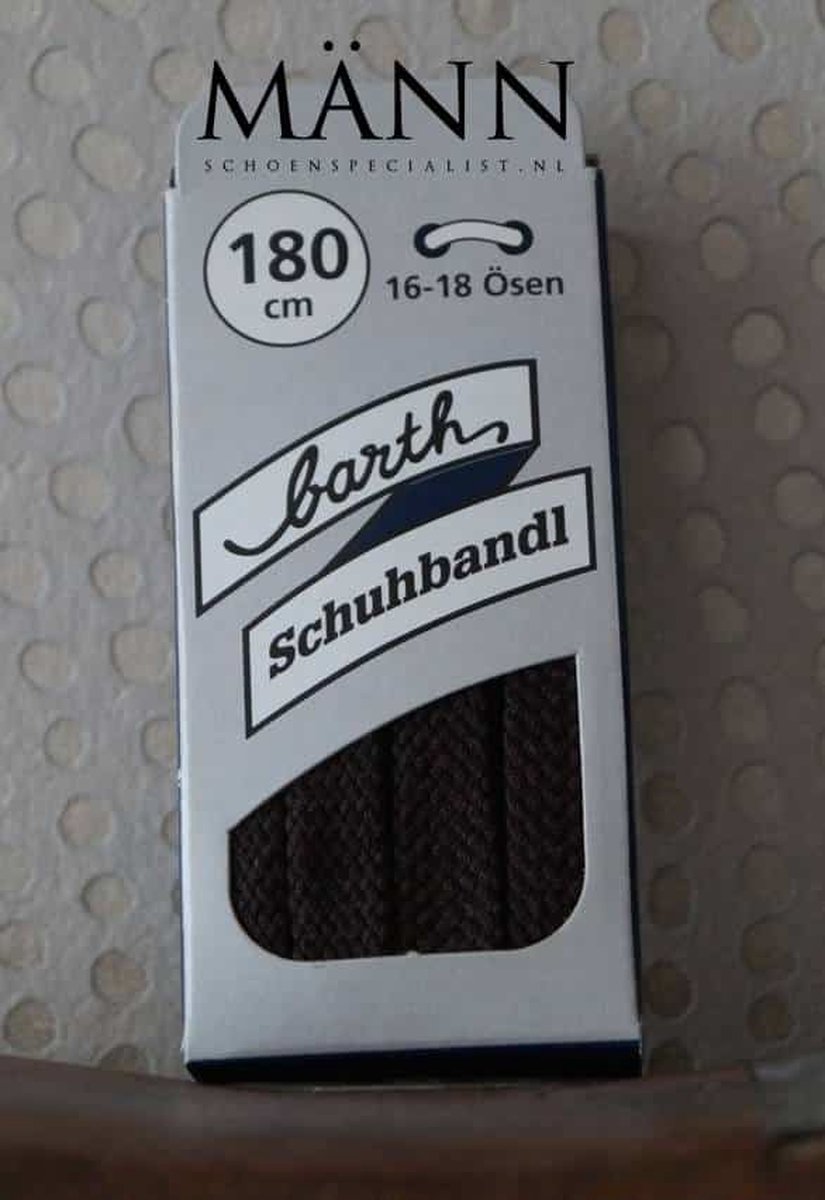 MÄNN
SCHOENSPECIALIST.NL
180
cm
16-18 Ösen
barth
Schuhbandl